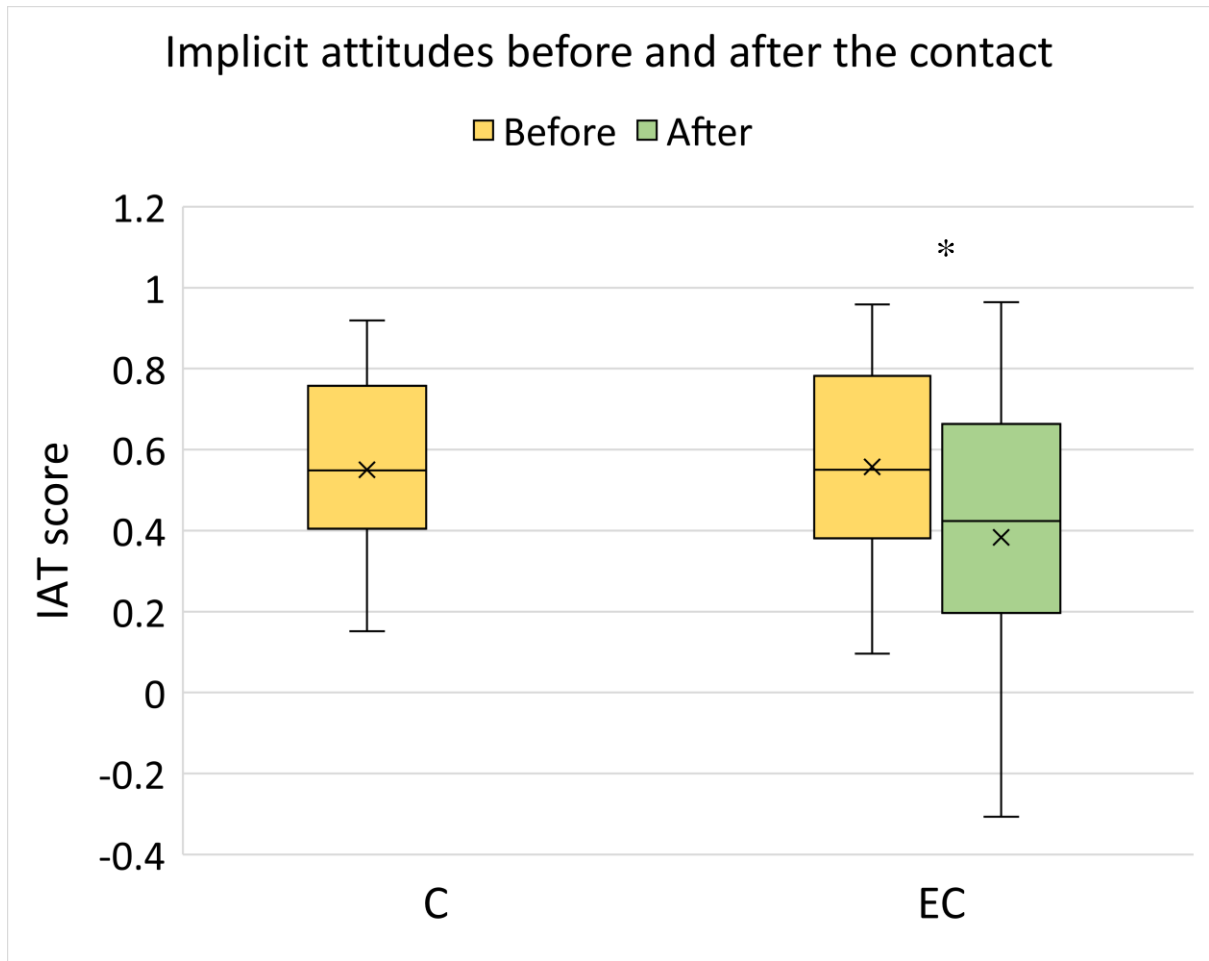 Implicit attitudes before and after the contact
Before After
1.2
*
1
0.8
0.6
0.4
0.2
0
-0.2
-0.4
IAT score
C EC